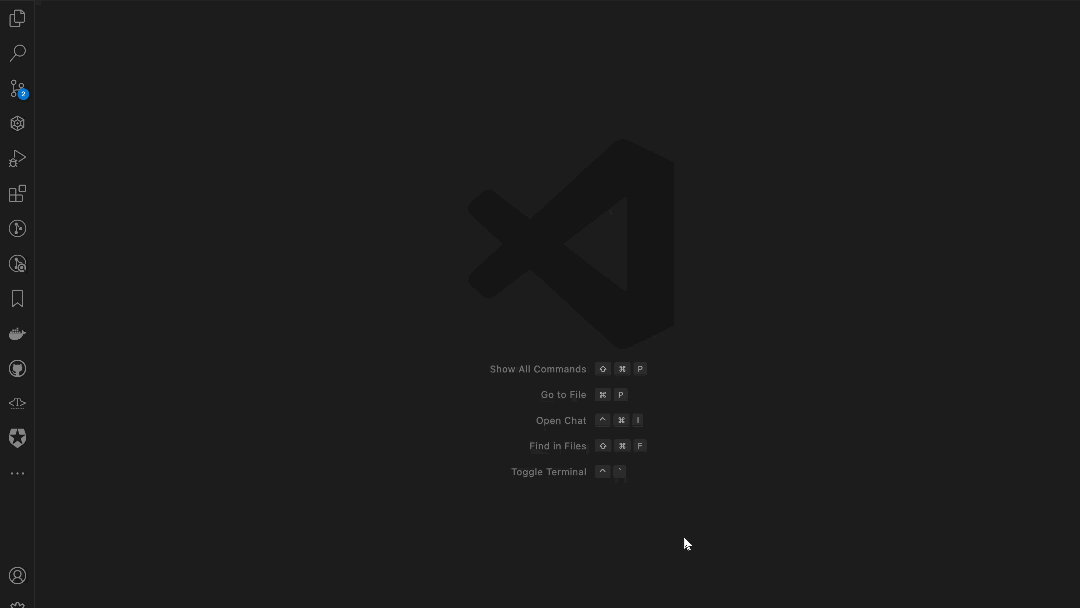 2
Show All Commands ⇧ ⌘ P
Go to File ⌘ P
Open Chat ^ ⌘ I
Find in Files ⇧ ⌘ F
Toggle Terminal ^ `